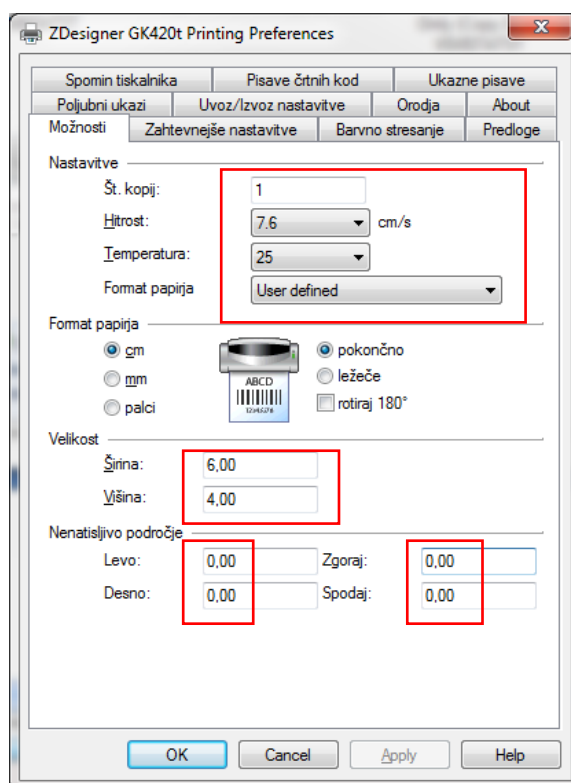 ZDesigner GK420t Printing Preferences
Spomin tiskalnika Pisave črtnih kod Ukazne pisave
Poljubni ukazi Uvoz/Izvoz nastavitve Orodja About
Možnosti Zahtevnejše nastavitve Barvno stresanje Predloge
Nastavitve
Št. kopij: 1
Hitrost: 7.6 cm/s
Temperatura: 25
Format papirja User defined
Format papirja
cm pokončno
mm ležeče
palci rotiraj 180°
ABCD
12345678
Velikost
Širina: 6,00
Višina: 4,00
Nenatisljivo področje
Levo: 0,00 Zgoraj: 0,00
Desno: 0,00 Spodaj: 0,00
OK Cancel Apply Help